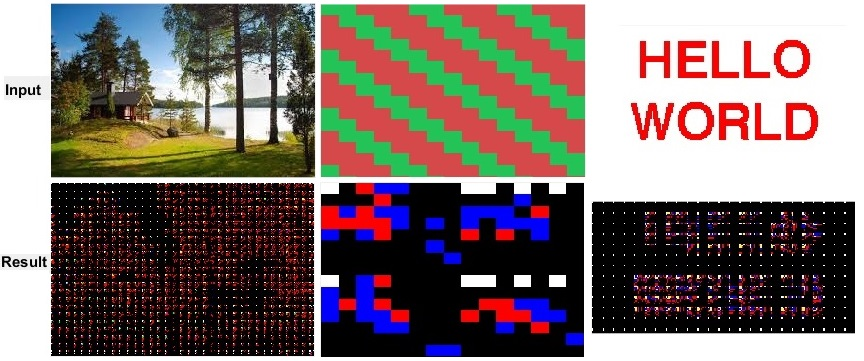 Input
HELLO
WORLD
Result